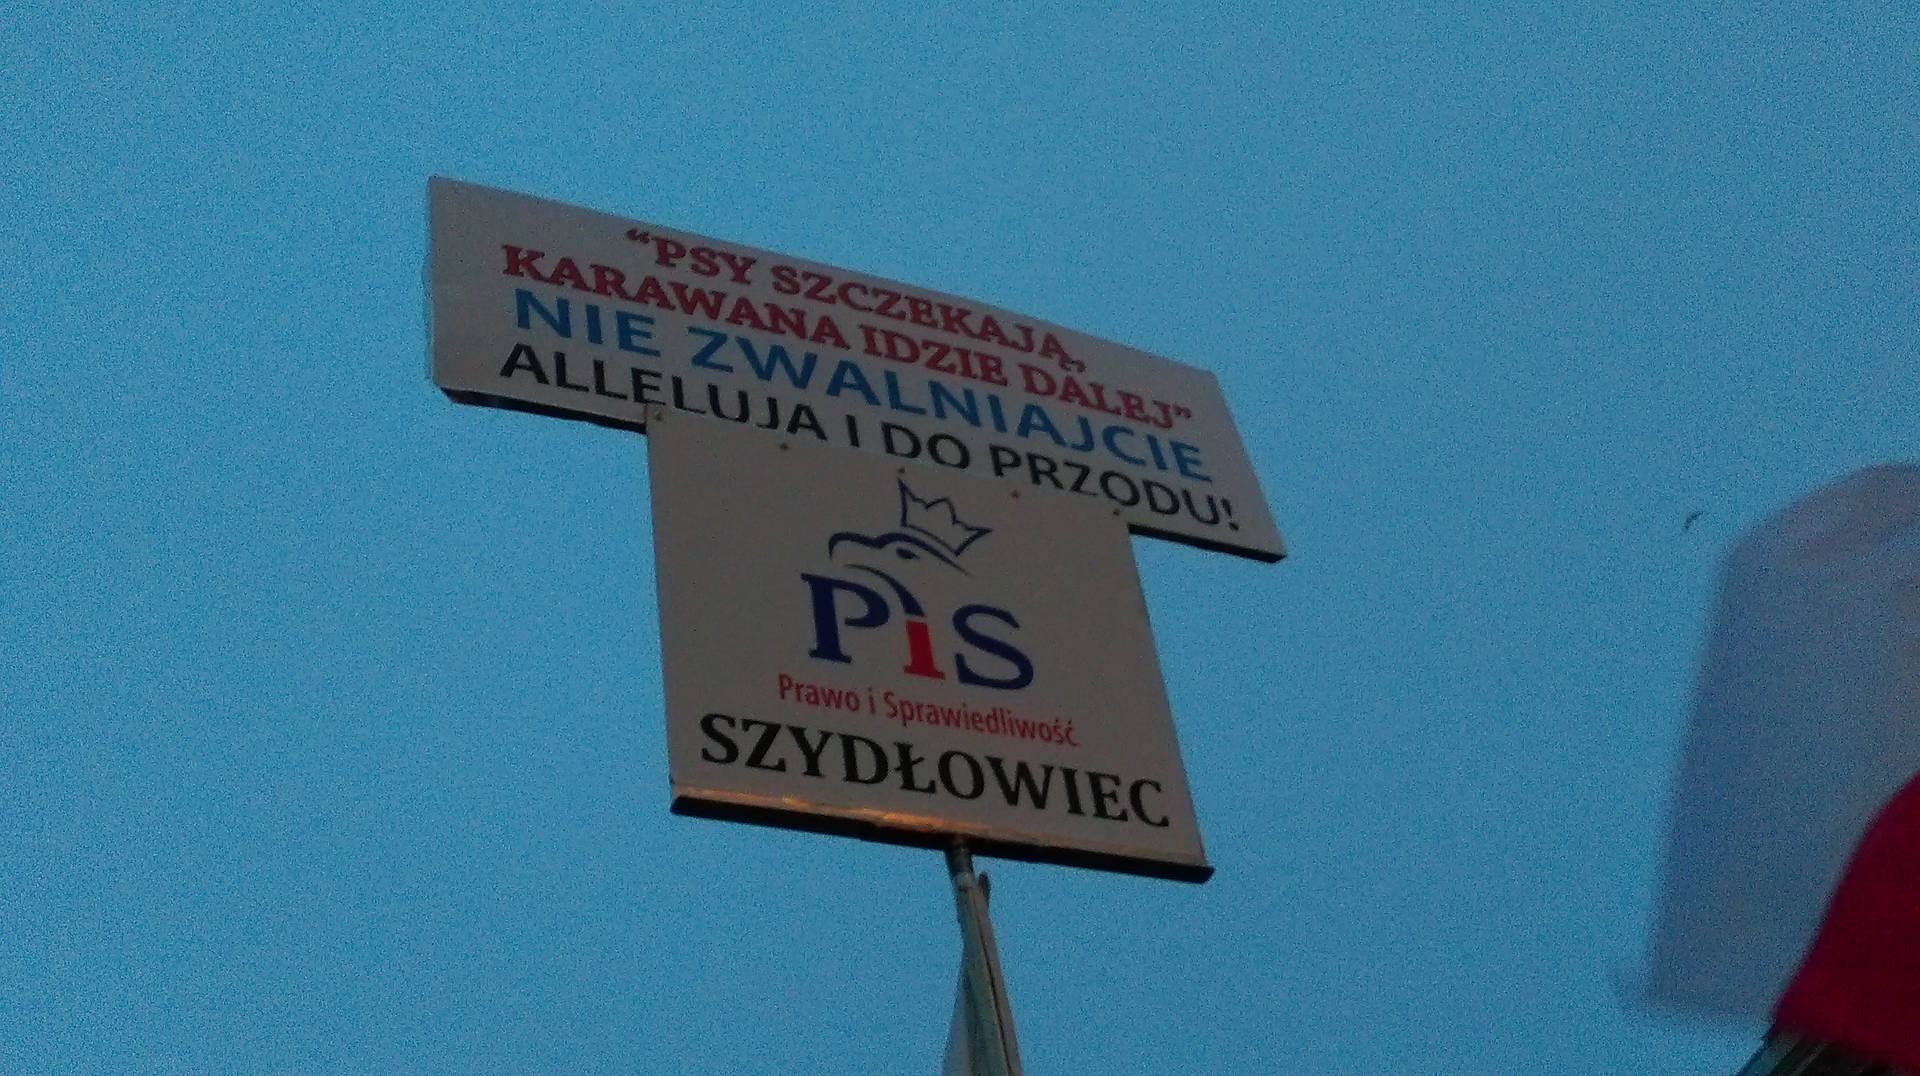 “PSY SZCZEKAJĄ,
KARAWANA IDZIE DALEJ”
NIE ZWALNIAJCIE
ALLELUJA I DO PRZODU!
PiS
Prawo i Sprawiedliwość
SZYDŁOWIEC